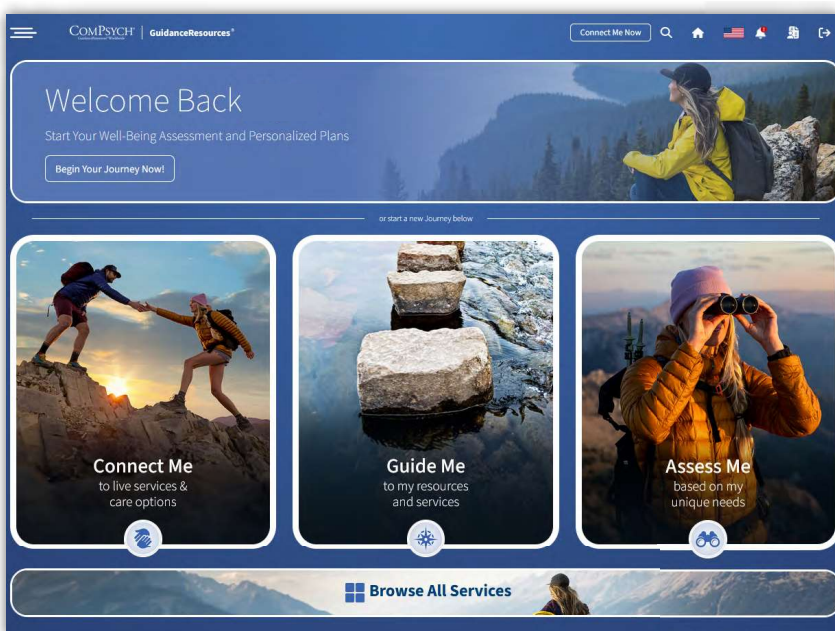 COMPSYCH® | GuidanceResources®
Connect Me Now
Welcome Back
Start Your Well-Being Assessment and Personalized Plans
Begin Your Journey Now!
or start a new Journey below
Connect Me
to live services &
care options
Guide Me
to my resources
and services
Assess Me
based on my
unique needs
Browse All Services